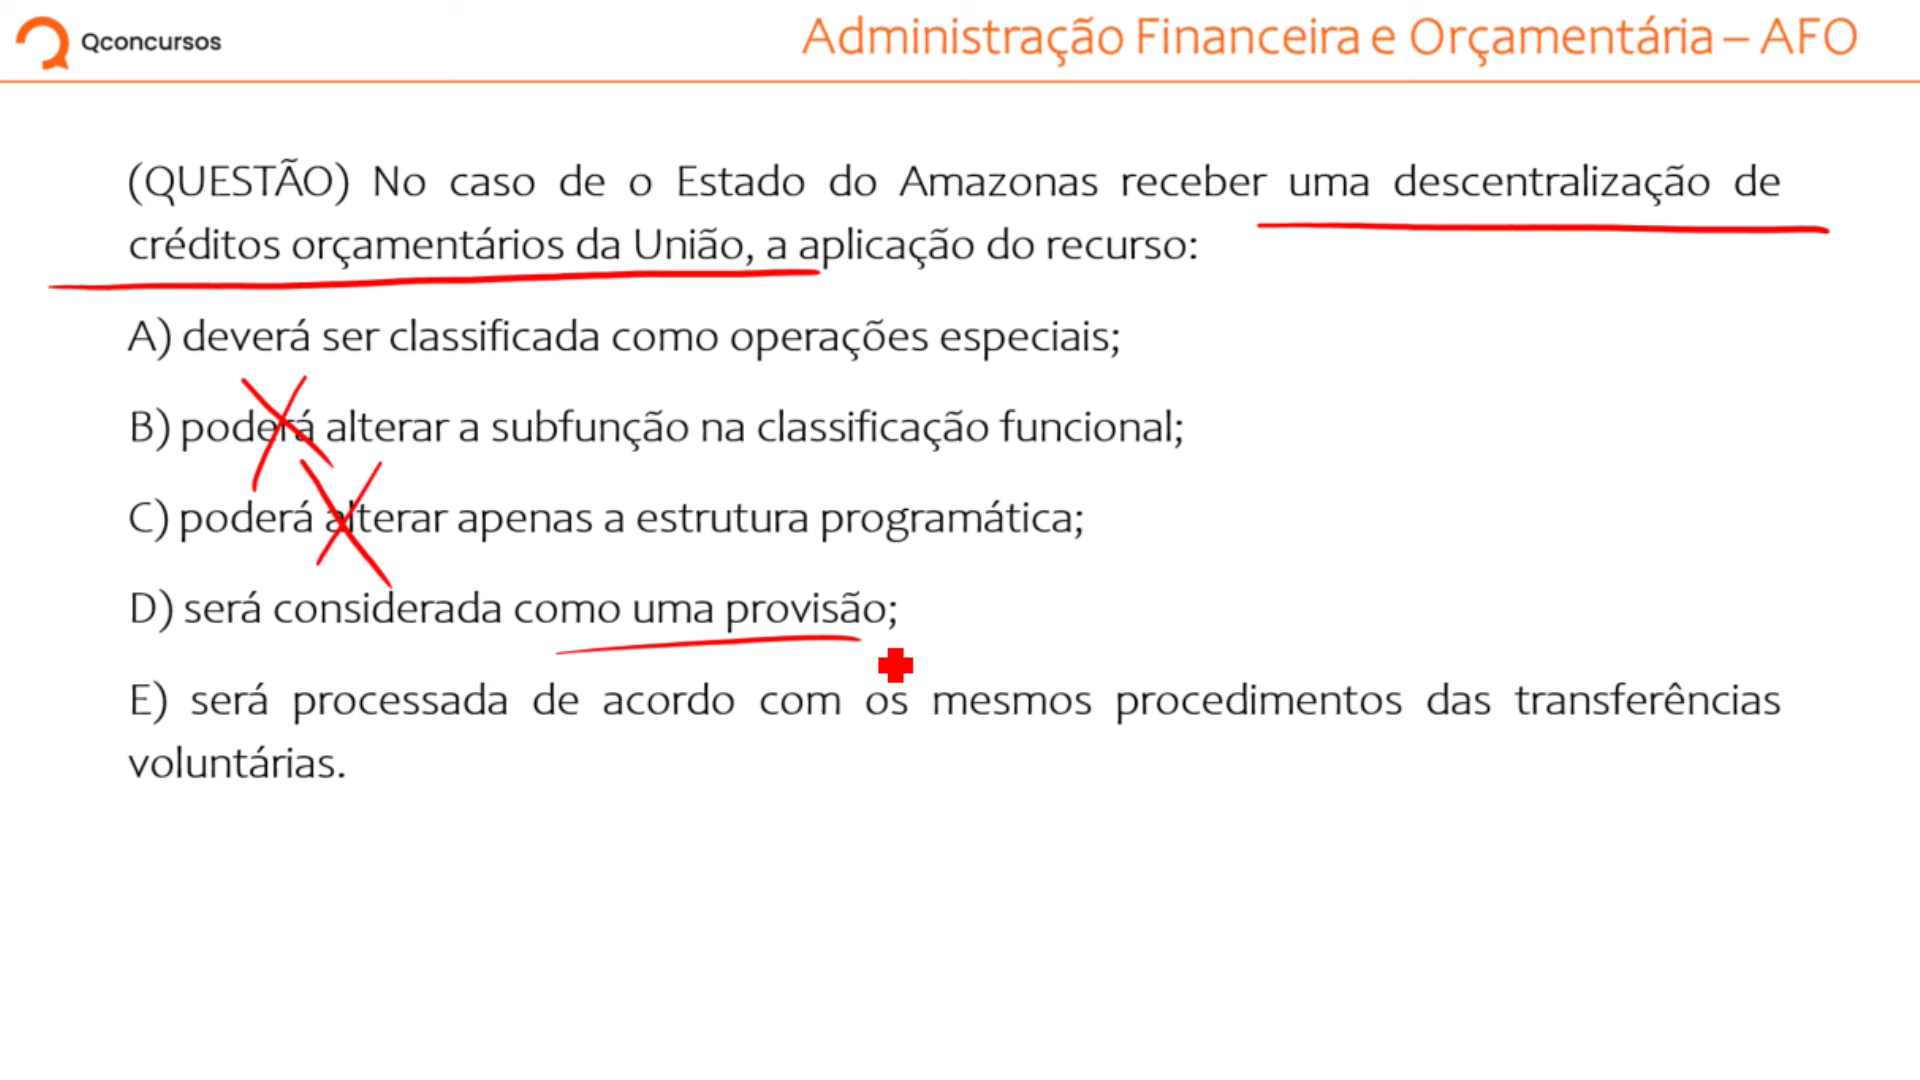 Qconcursos
Administração Financeira e Orçamentária – AFO
(QUESTÃO) No caso de o Estado do Amazonas receber uma descentralização de
créditos orçamentários da União, a aplicação do recurso:
A) deverá ser classificada como operações especiais;
B) poderá alterar a subfunção na classificação funcional;
C) poderá alterar apenas a estrutura programática;
D) será considerada como uma provisão;
E) será processada de acordo com os mesmos procedimentos das transferências
voluntárias.